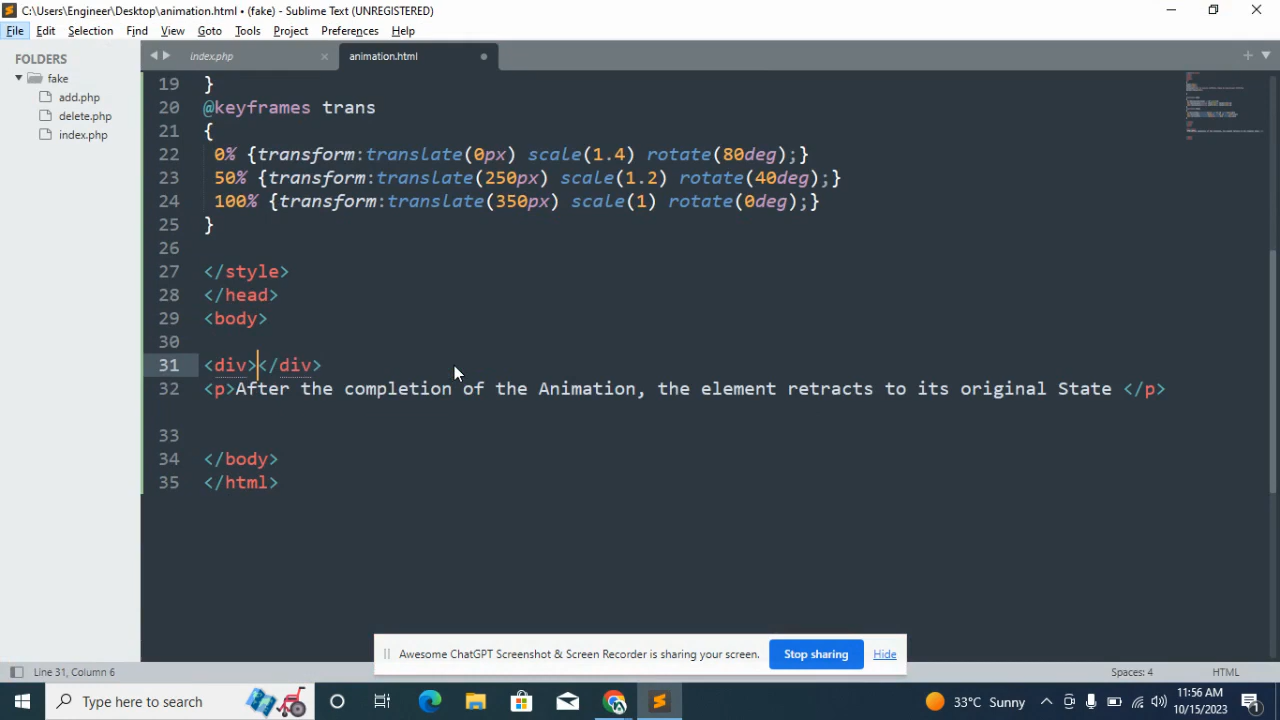 C:\Users\Engineer\Desktop\animation.html • (fake) - Sublime Text (UNREGISTERED)
File Edit Selection Find View Goto Tools Project Preferences Help
FOLDERS
fake
add.php
delete.php
index.php
index.php
animation.html
19 }
20 @keyframes trans
21 {
22 0% {transform:translate(0px) scale(1.4) rotate(80deg);}
23 50% {transform:translate(250px) scale(1.2) rotate(40deg);}
24 100% {transform:translate(350px) scale(1) rotate(0deg);}
25 }
26
27 </style>
28 </head>
29 <body>
30
31 <div></div>
32 <p>After the completion of the Animation, the element retracts to its original State </p>
33
34 </body>
35 </html>
Awesome ChatGPT Screenshot & Screen Recorder is sharing your screen. Stop sharing Hide
Line 31, Column 6
Spaces: 4
HTML
Type here to search
33°C Sunny
11:56 AM
10/15/2023
1